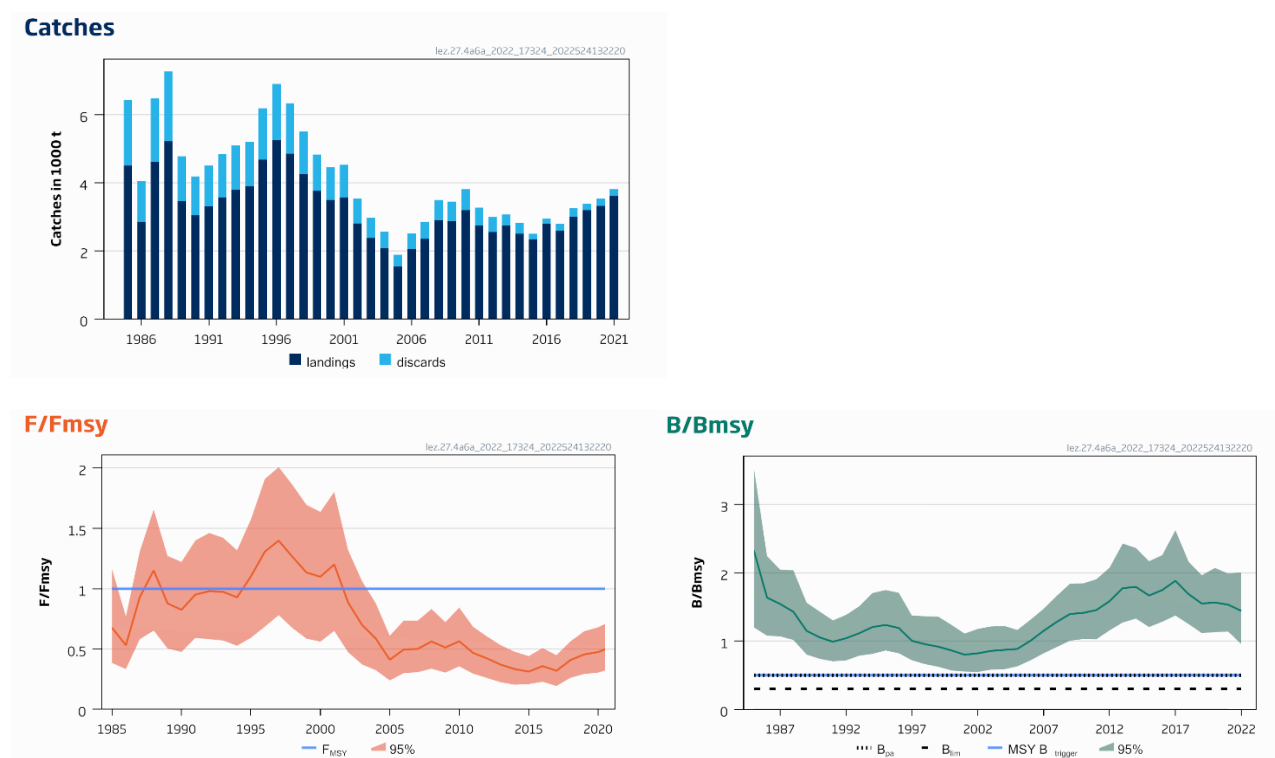 Catches
lez.27.4a6a_2022_17324_2022524132220
Catches in 1000 t
6
4
2
0
1986 1991 1996 2001 2006 2011 2016 2021
landings discards
F/Fmsy
lez.27.4a6a_2022_17324_2022524132220
F/Fmsy
2
1.5
1
0.5
0
1985 1990 1995 2000 2005 2010 2015 2020
FMSY 95%
B/Bmsy
lez.27.4a6a_2022_17324_2022524132220
B/Bmsy
3
2
1
0
1987 1992 1997 2002 2007 2012 2017 2022
Bpa Blim MSY B trigger 95%